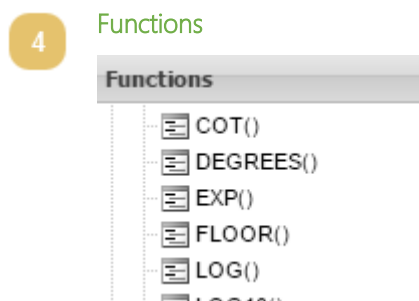 4
Functions
Functions
COT()
DEGREES()
EXP()
FLOOR()
LOG()